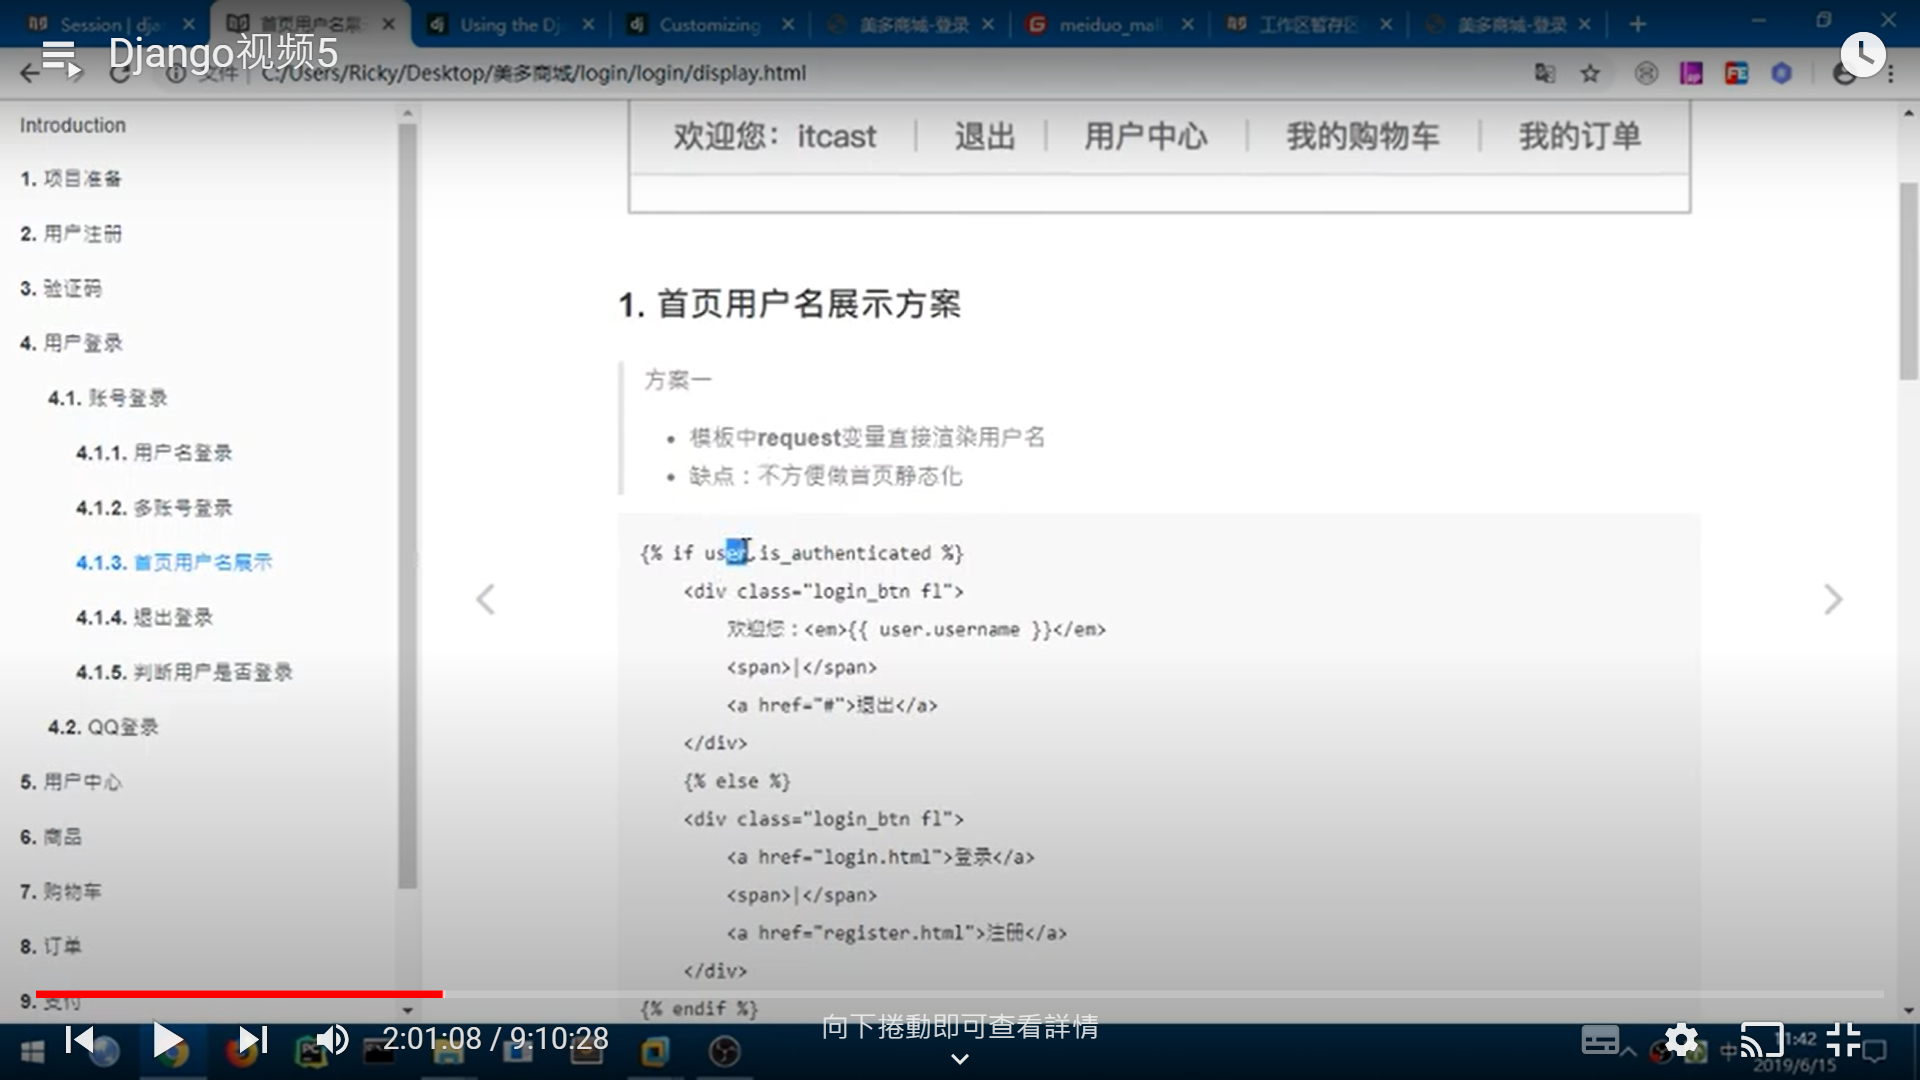 Session | dja
首页用户名展
Using the Dj
Customizing
美多商城-登录
meiduo_mall
工作区暂存区
美多商城-登录
Django视频5
文件 C:/Users/Ricky/Desktop/美多商城/login/login/display.html
Introduction
1. 项目准备
2. 用户注册
3. 验证码
4. 用户登录
4.1. 账号登录
4.1.1. 用户名登录
4.1.2. 多账号登录
4.1.3. 首页用户名展示
4.1.4. 退出登录
4.1.5. 判断用户是否登录
4.2. QQ登录
5. 用户中心
6. 商品
7. 购物车
8. 订单
9. 支付
欢迎您：itcast | 退出 | 用户中心 | 我的购物车 | 我的订单
1. 首页用户名展示方案
方案一
• 模板中request变量直接渲染用户名
• 缺点：不方便做首页静态化
{% if user.is_authenticated %}
<div class="login_btn fl">
欢迎您：<em>{{ user.username }}</em>
<span>|</span>
<a href="#">退出</a>
</div>
{% else %}
<div class="login_btn fl">
<a href="login.html">登录</a>
<span>|</span>
<a href="register.html">注册</a>
</div>
{% endif %}
2:01:08 / 9:10:28
向下捲動即可查看詳情
中
11:42
2019/6/15